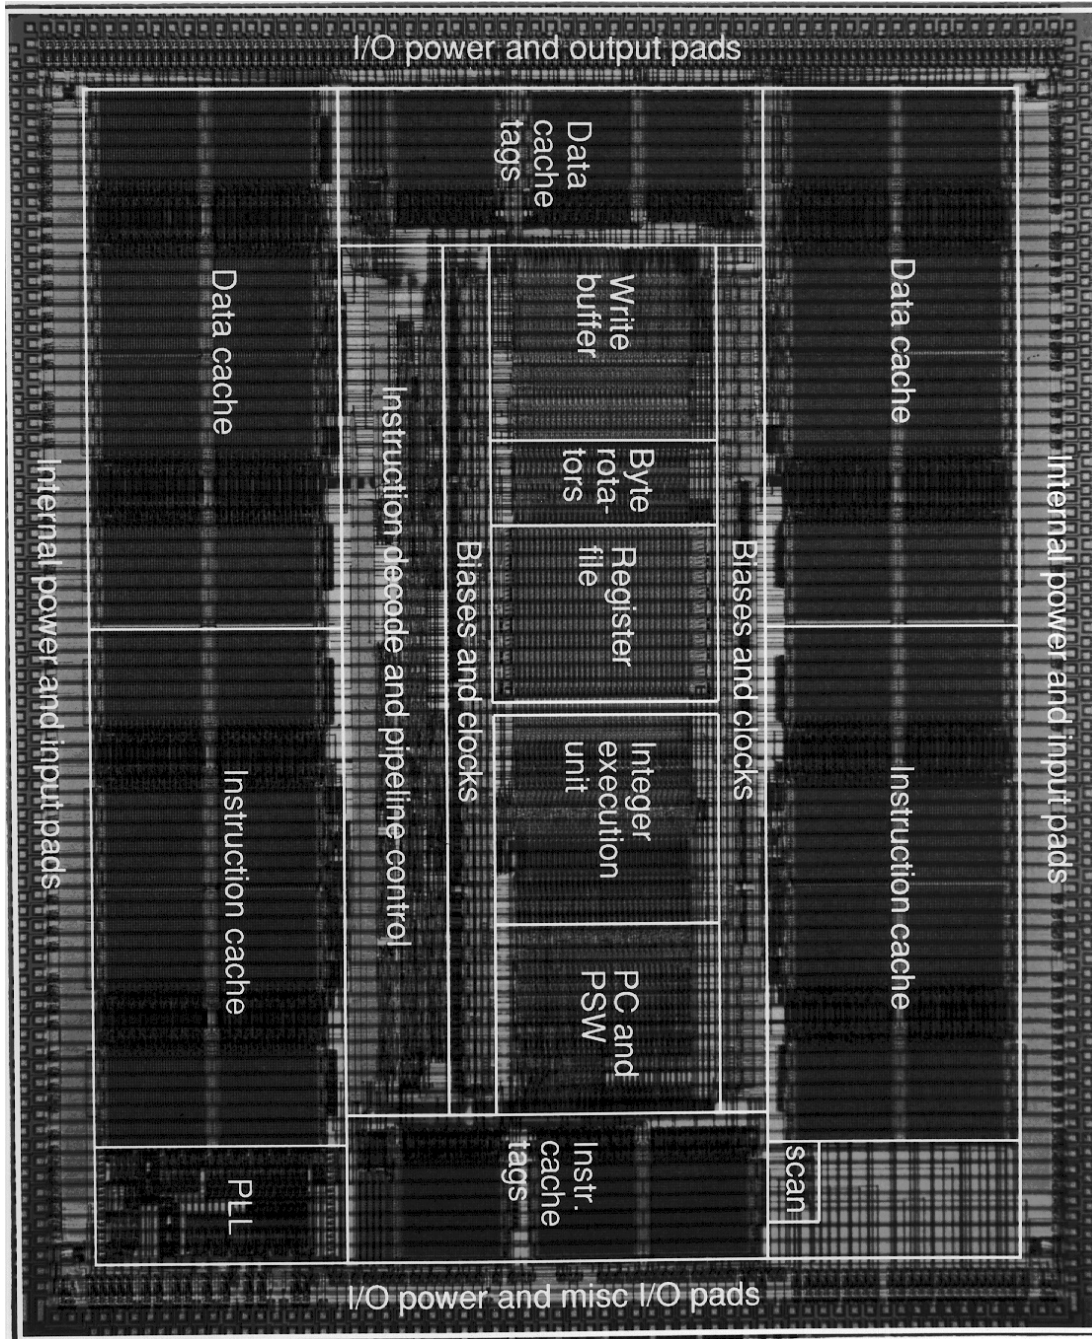 I/O power and output pads
Data
cache
tags
Data cache
Data cache
Write
buffer
Byte
rota-
tors
Register
file
Instruction decode and pipeline control
Biases and clocks
Biases and clocks
Internal power and input pads
Internal power and input pads
Integer
execution
unit
Instruction cache
Instruction cache
PC and
PSW
Instr.
cache
tags
PLL
scan
I/O power and misc I/O pads